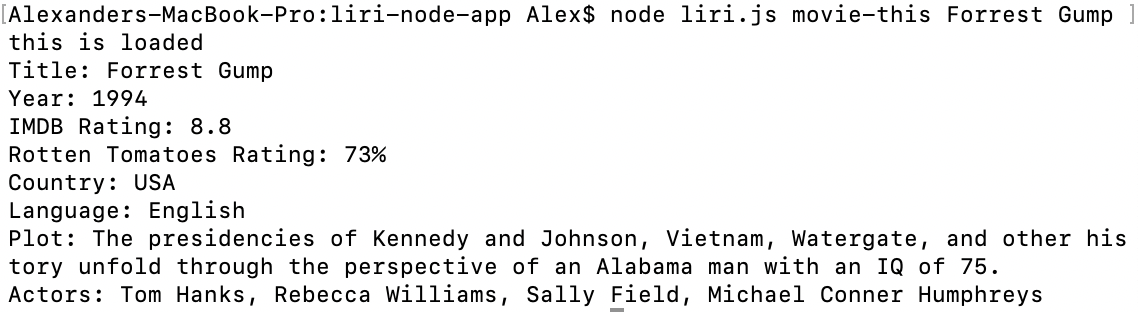 [Alexanders-MacBook-Pro:liri-node-app Alex$ node liri.js movie-this Forrest Gump ]
this is loaded
Title: Forrest Gump
Year: 1994
IMDB Rating: 8.8
Rotten Tomatoes Rating: 73%
Country: USA
Language: English
Plot: The presidencies of Kennedy and Johnson, Vietnam, Watergate, and other his
tory unfold through the perspective of an Alabama man with an IQ of 75.
Actors: Tom Hanks, Rebecca Williams, Sally Field, Michael Conner Humphreys